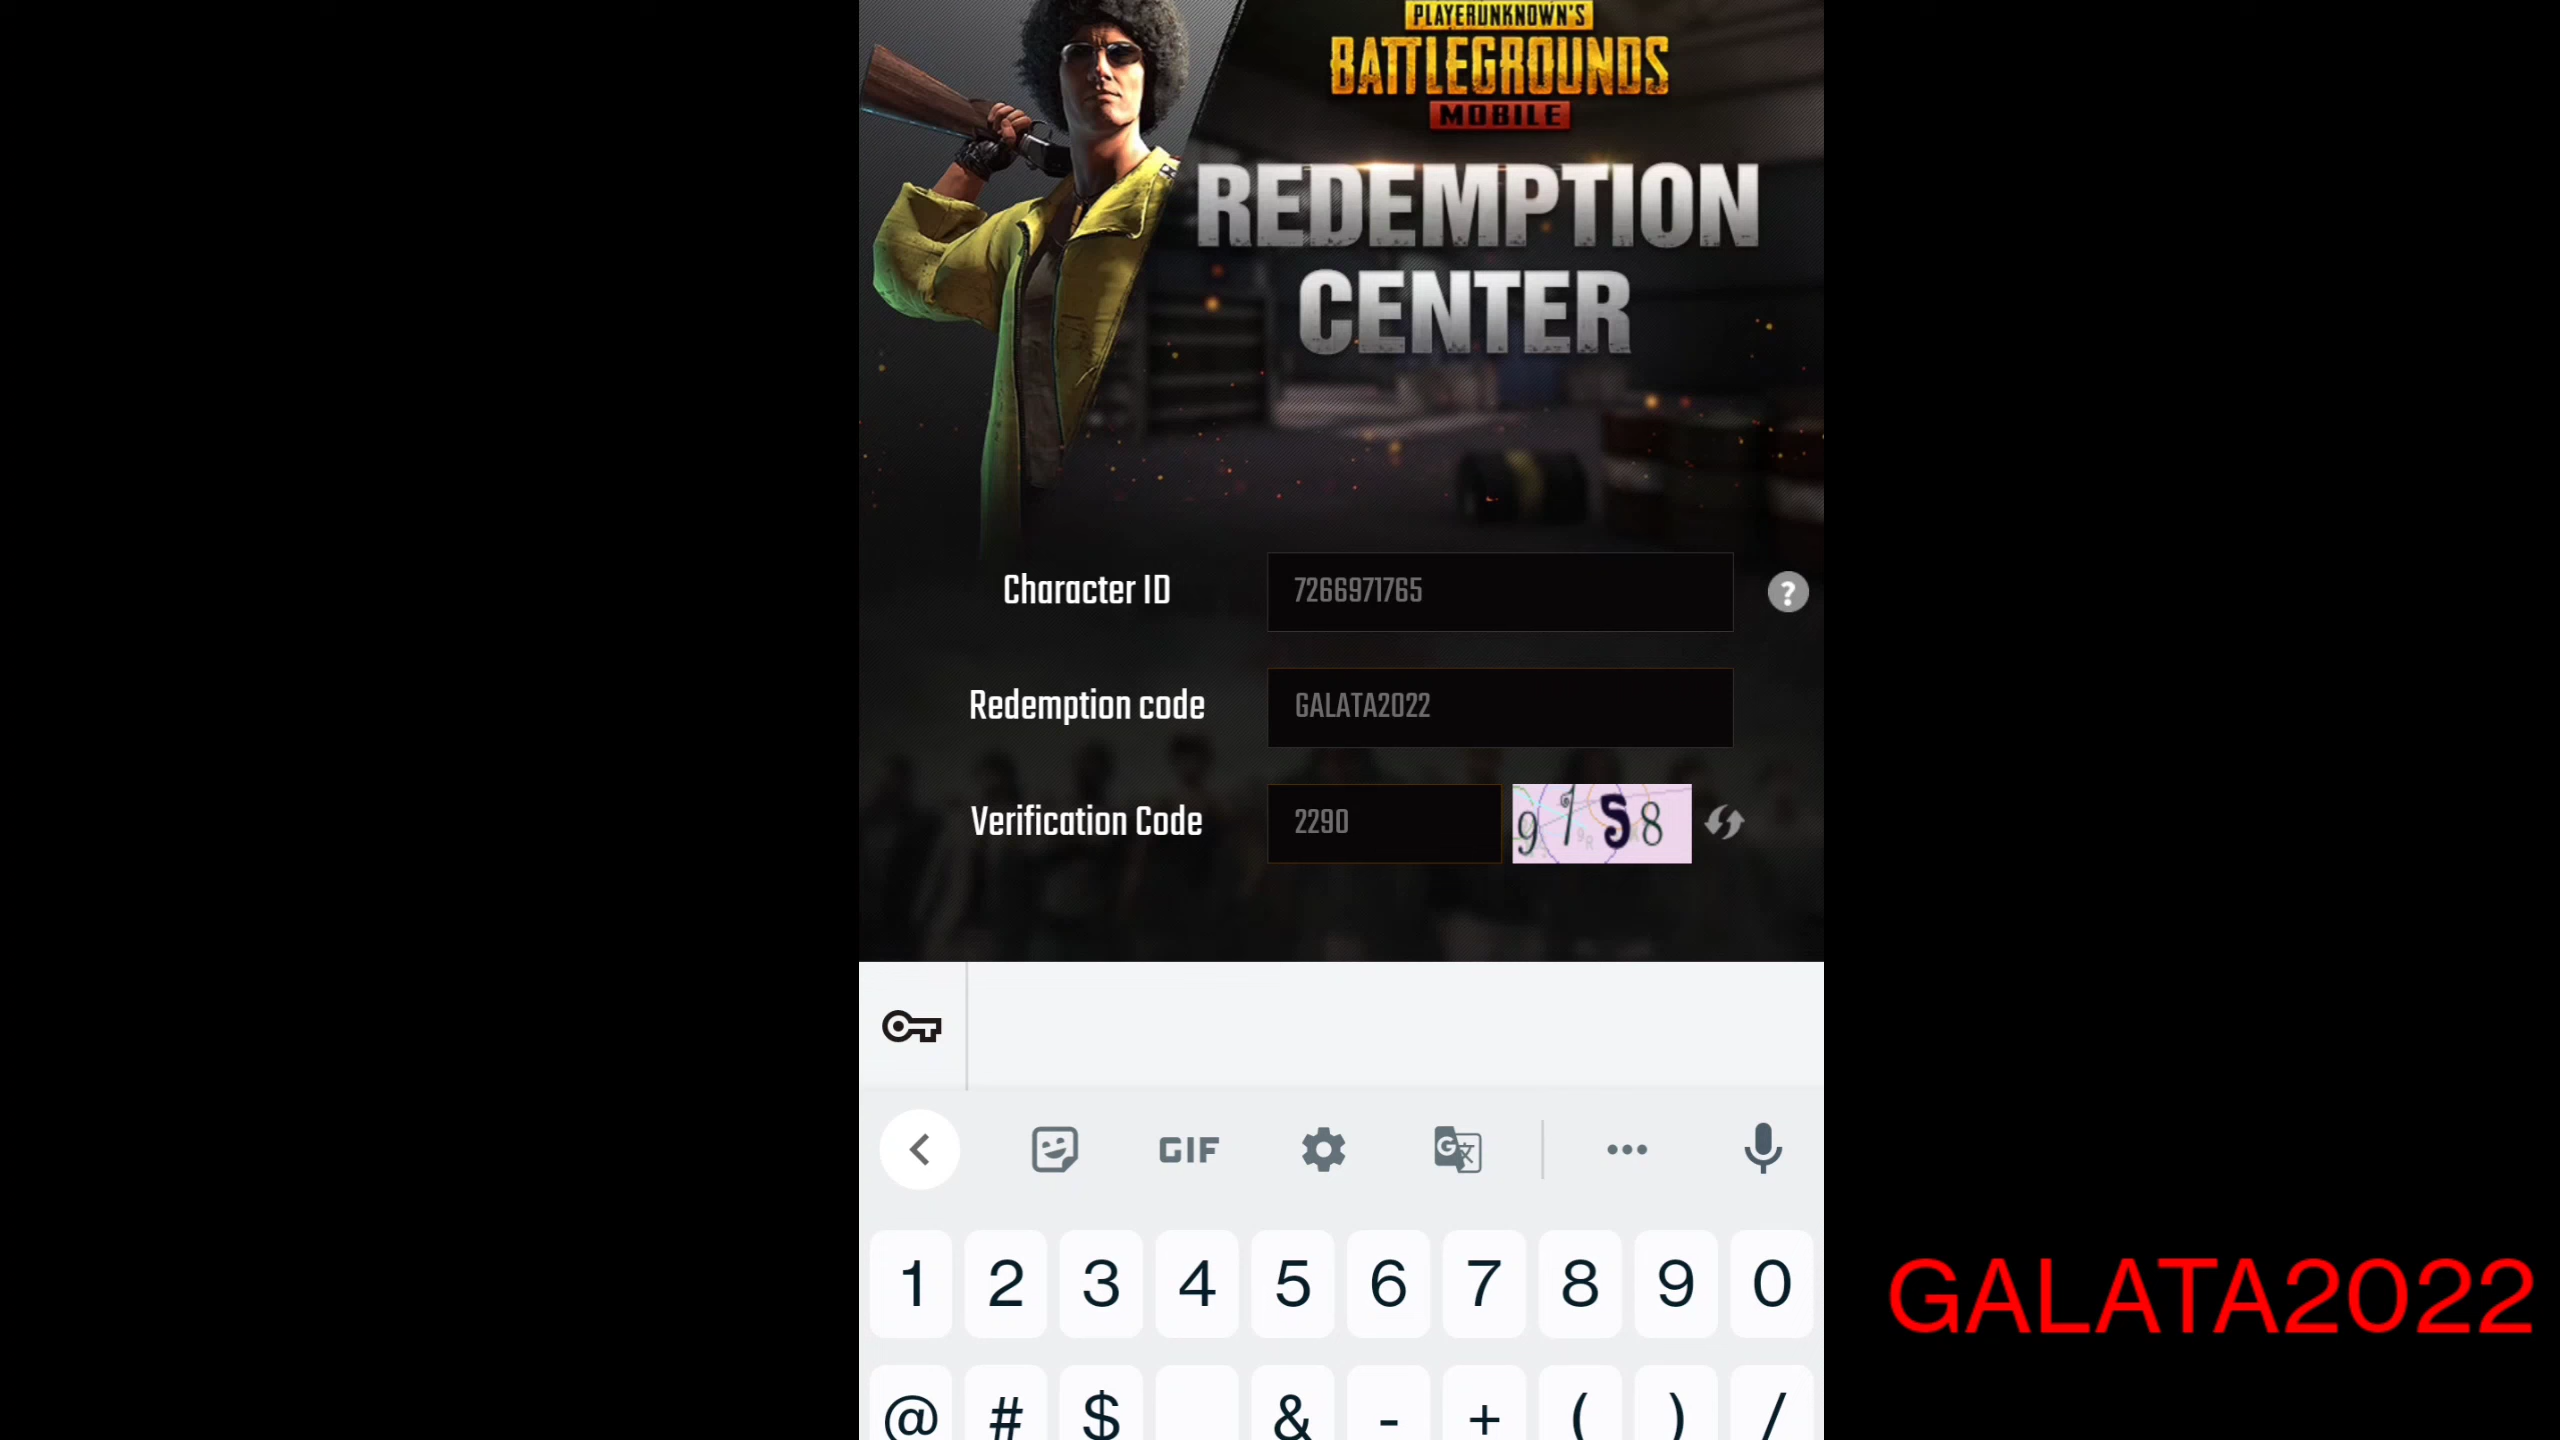 PLAYERUNKNOWN'S
BATTLEGROUNDS
MOBILE
REDEMPTION
CENTER
Character ID
7266971765
?
Redemption code
GALATA2022
Verification Code
2290
9758
GIF
G
1 2 3 4 5 6 7 8 9 0
@ # $ & - + ( ) /
GALATA2022